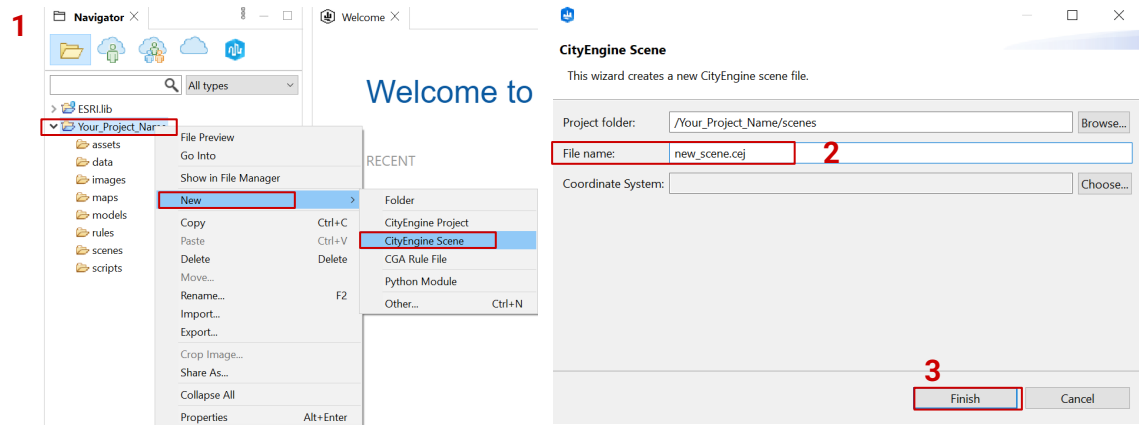 1
Navigator
Welcome
All types
ESRI.lib
Your_Project_Name
assets
data
images
maps
models
rules
scenes
scripts
Welcome to
RECENT
File Preview
Go Into
Show in File Manager
New >
Copy Ctrl+C
Paste Ctrl+V
Delete Delete
Move...
Rename... F2
Import...
Export...
Crop Image...
Share As...
Collapse All
Properties Alt+Enter
Folder
CityEngine Project
CityEngine Scene
CGA Rule File
Python Module
Other... Ctrl+N
CityEngine Scene
This wizard creates a new CityEngine scene file.
Project folder: /Your_Project_Name/scenes Browse...
File name: new_scene.cej 2
Coordinate System: Choose...
3
Finish Cancel